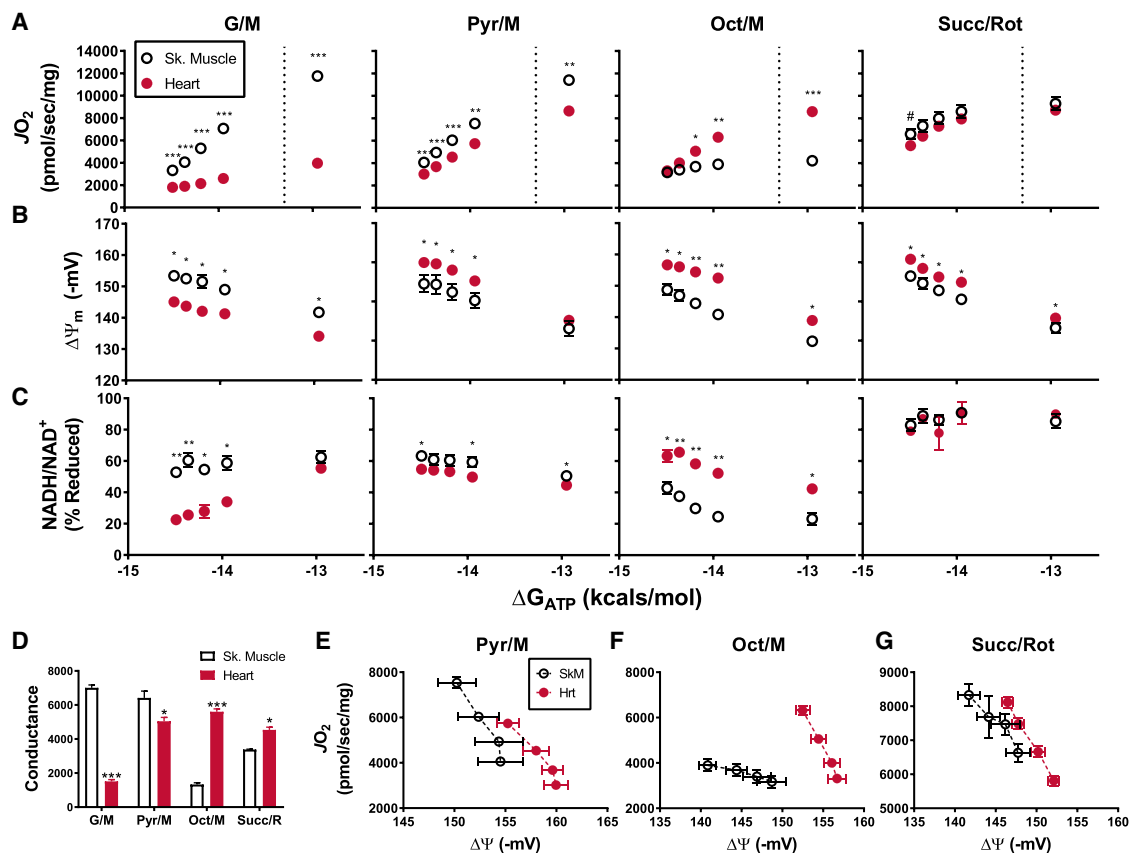 A
G/M
Pyr/M
Oct/M
Succ/Rot
14000
12000
10000
8000
6000
4000
2000
0
JO2
(pmol/sec/mg)
Sk. Muscle
Heart
*** *** *** *** ***
*** *** *** ** **
* ** ***
#
B
170
160
150
140
130
120
ΔΨm (-mV)
-15
* * * * *
* * * * *
* * ** ** *
* * * * *
C
100
80
60
40
20
0
NADH/NAD+
(% Reduced)
** ** * *
* * *
* ** ** ** *
-15 -14 -13 -15 -14 -13 -15 -14 -13 -15 -14 -13
ΔGATP (kcals/mol)
D
Sk. Muscle
Heart
8000
6000
4000
2000
0
Conductance
*** * *** *
G/M Pyr/M Oct/M Succ/R
E
Pyr/M
SkM
Hrt
8000
6000
4000
2000
JO2
(pmol/sec/mg)
145 150 155 160 165
ΔΨ (-mV)
F
Oct/M
8000
6000
4000
2000
135 140 145 150 155 160
ΔΨ (-mV)
G
Succ/Rot
9000
8000
7000
6000
5000
135 140 145 150 155 160
ΔΨ (-mV)